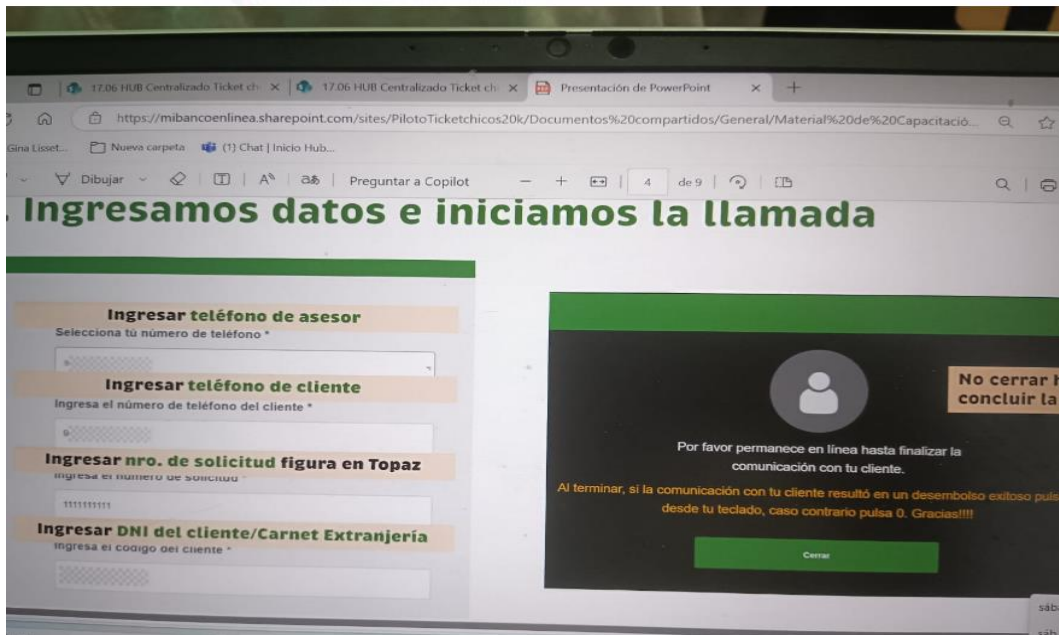 17.06 HUB Centralizado Ticket ch
17.06 HUB Centralizado Ticket ch
Presentación de PowerPoint
https://mibancoenlinea.sharepoint.com/sites/PilotoTicketchicos20k/Documentos%20compartidos/General/Material%20de%20Capacitació...
Gina Lisset...
Nueva carpeta
(1) Chat | Inicio Hub...
Dibujar
Preguntar a Copilot
4 de 9
. Ingresamos datos e iniciamos la llamada
Ingresar teléfono de asesor
Selecciona tú número de teléfono *
Ingresar teléfono de cliente
Ingresa el número de teléfono del cliente *
Ingresar nro. de solicitud figura en Topaz
Ingresa el número de solicitud *
1111111111
Ingresar DNI del cliente/Carnet Extranjería
Ingresa el código del cliente *
No cerrar
concluir la
Por favor permanece en línea hasta finalizar la
comunicación con tu cliente.
Al terminar, si la comunicación con tu cliente resultó en un desembolso exitoso puls
desde tu teclado, caso contrario pulsa 0. Gracias!!!!
Cerrar
sáb